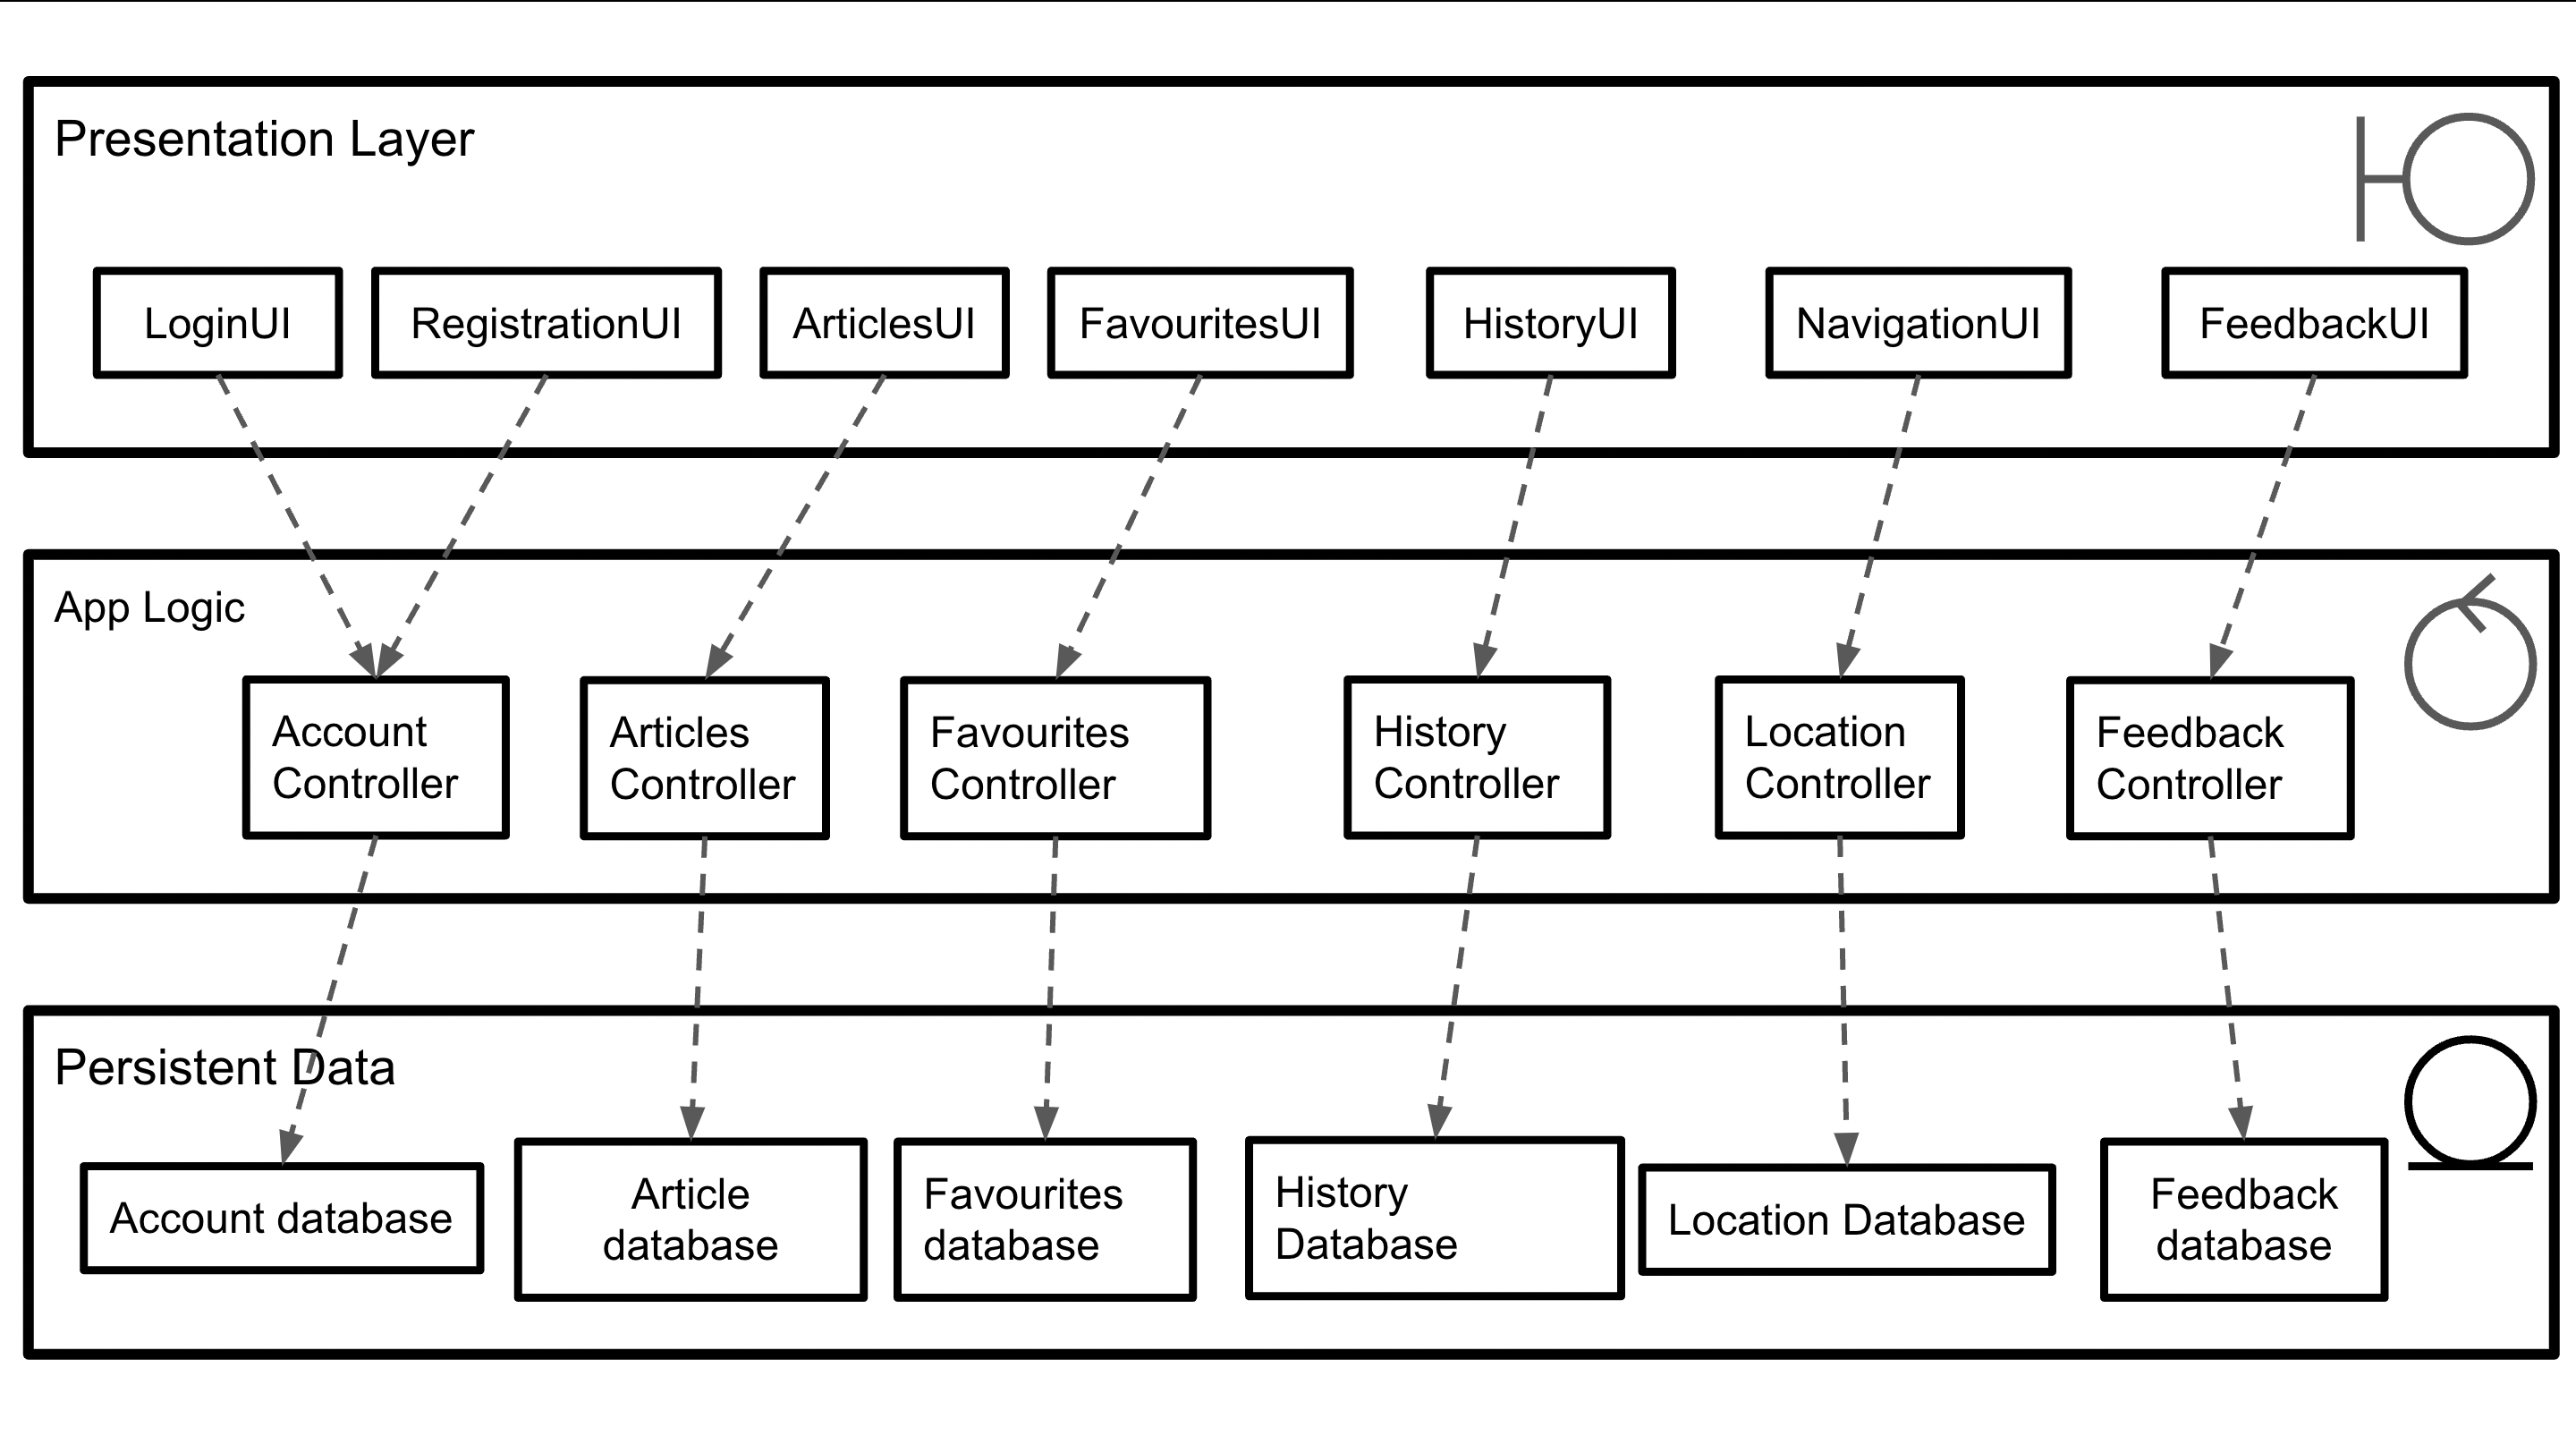 Presentation Layer
LoginUI
RegistrationUI
ArticlesUI
FavouritesUI
HistoryUI
NavigationUI
FeedbackUI
App Logic
Account
Controller
Articles
Controller
Favourites
Controller
History
Controller
Location
Controller
Feedback
Controller
Persistent Data
Account database
Article
database
Favourites
database
History
Database
Location Database
Feedback
database